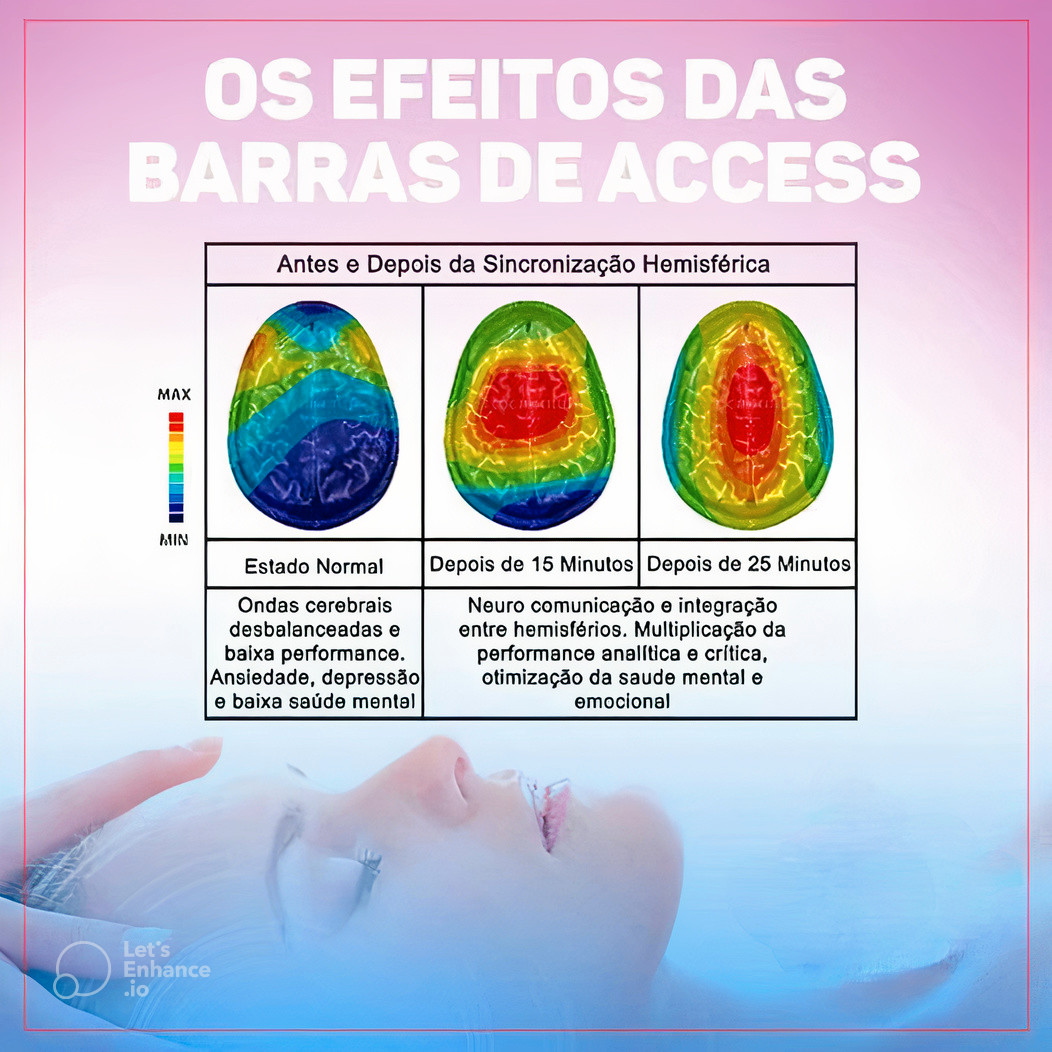 OS EFEITOS DAS
BARRAS DE ACCESS
Antes e Depois da Sincronização Hemisférica
MAX
MIN
Estado Normal
Depois de 15 Minutos
Depois de 25 Minutos
Ondas cerebrais
desbalanceadas e
baixa performance.
Ansiedade, depressão
e baixa saúde mental
Neuro comunicação e integração
entre hemisférios. Multiplicação da
performance analítica e crítica,
otimização da saude mental e
emocional
Let's
Enhance
.io